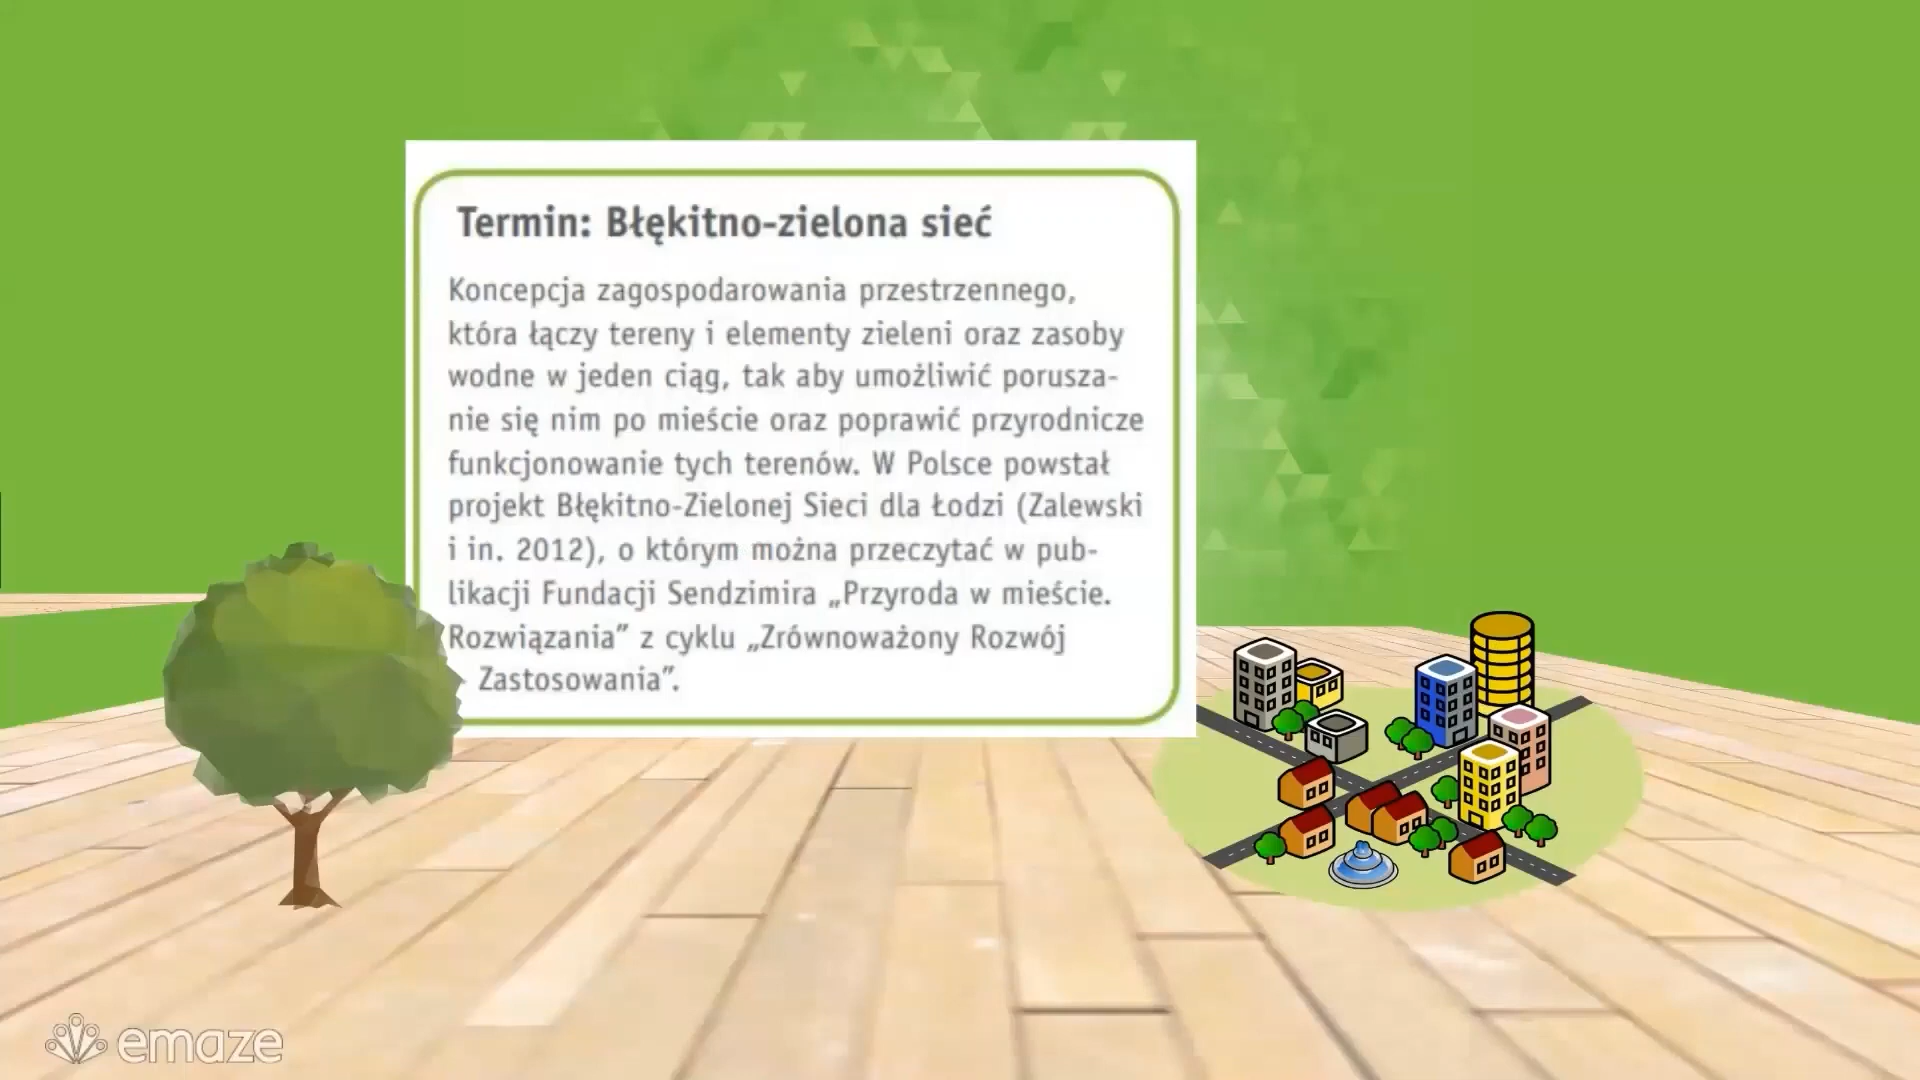 Termin: Błękitno-zielona sieć
Koncepcja zagospodarowania przestrzennego,
która łączy tereny i elementy zieleni oraz zasoby
wodne w jeden ciąg, tak aby umożliwić porusza-
nie się nim po mieście oraz poprawić przyrodnicze
funkcjonowanie tych terenów. W Polsce powstał
projekt Błękitno-Zielonej Sieci dla Łodzi (Zalewski
i in. 2012), o którym można przeczytać w pub-
likacji Fundacji Sendzimira „Przyroda w mieście.
Rozwiązania” z cyklu „Zrównoważony Rozwój
Zastosowania”.
emaze